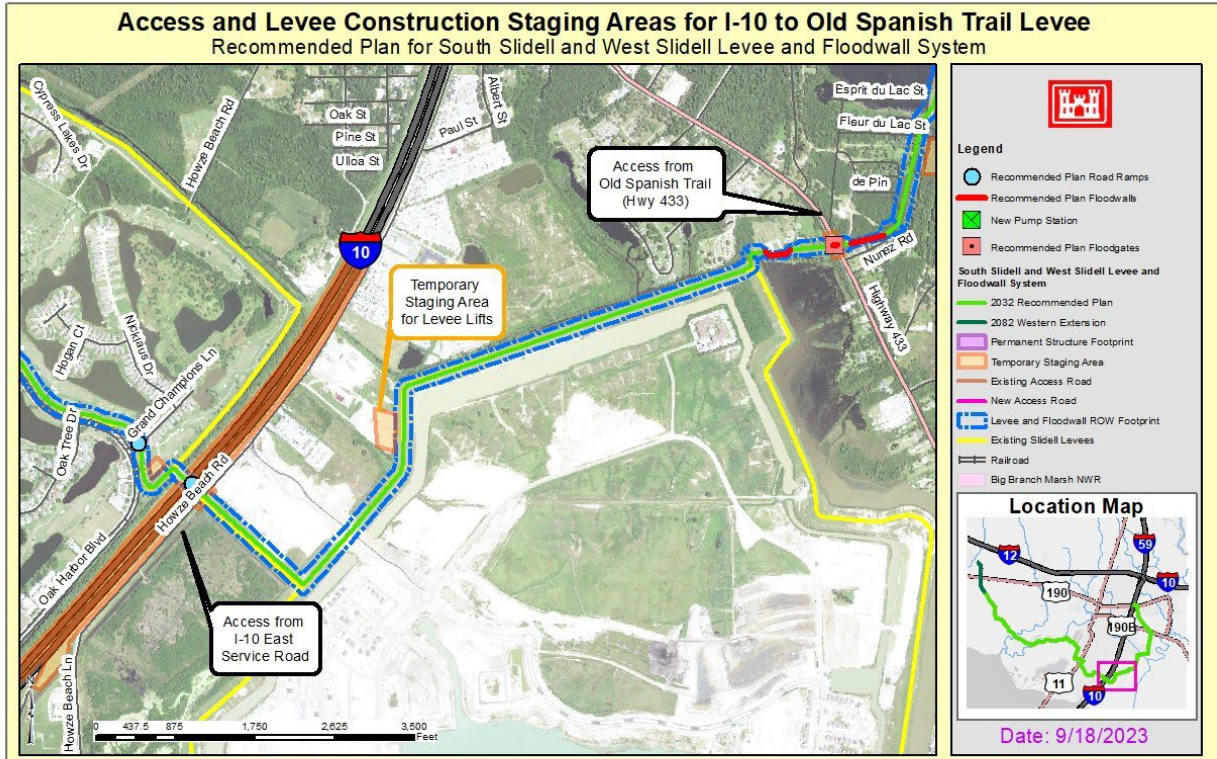 Access and Levee Construction Staging Areas for I-10 to Old Spanish Trail Levee
Recommended Plan for South Slidell and West Slidell Levee and Floodwall System
Cypress Lakes Dr
Howze Beach Rd
Oak St
Pine St
Ulloa St
Paul St
Albert St
Esprit du Lac St
Fleur du Lac St
de Pin
Access from
Old Spanish Trail
(Hwy 433)
Nunez Rd
Highway 433
10
Temporary
Staging Area
for Levee Lifts
Hogan Ct
Nicklaus Dr
Grand Champions Ln
Oak Tree Dr
Howze Beach Rd
Oak Harbor Blvd
Access from
I-10 East
Service Road
Howze Beach Ln
N
0 437.5 875 1,750 2,625 3,500
Feet
Legend
Recommended Plan Road Ramps
Recommended Plan Floodwalls
New Pump Station
Recommended Plan Floodgates
South Slidell and West Slidell Levee and
Floodwall System
2032 Recommended Plan
2082 Western Extension
Permanent Structure Footprint
Temporary Staging Area
Existing Access Road
New Access Road
Levee and Floodwall ROW Footprint
Existing Slidell Levees
Railroad
Big Branch Marsh NWR
Location Map
12
59
10
190
190B
11
10
Date: 9/18/2023